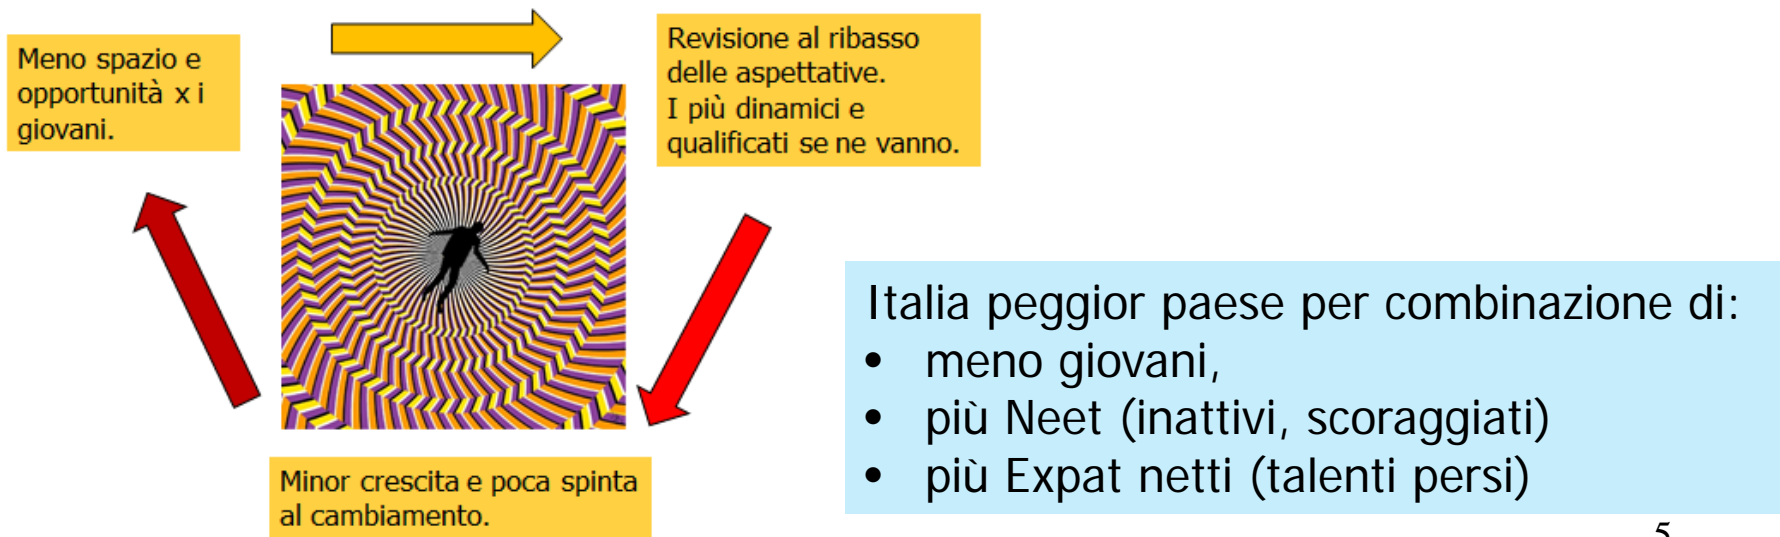 Meno spazio e
opportunità x i
giovani.
Revisione al ribasso
delle aspettative.
I più dinamici e
qualificati se ne vanno.
Minor crescita e poca spinta
al cambiamento.
Italia peggior paese per combinazione di:
• meno giovani,
• più Neet (inattivi, scoraggiati)
• più Expat netti (talenti persi)
5